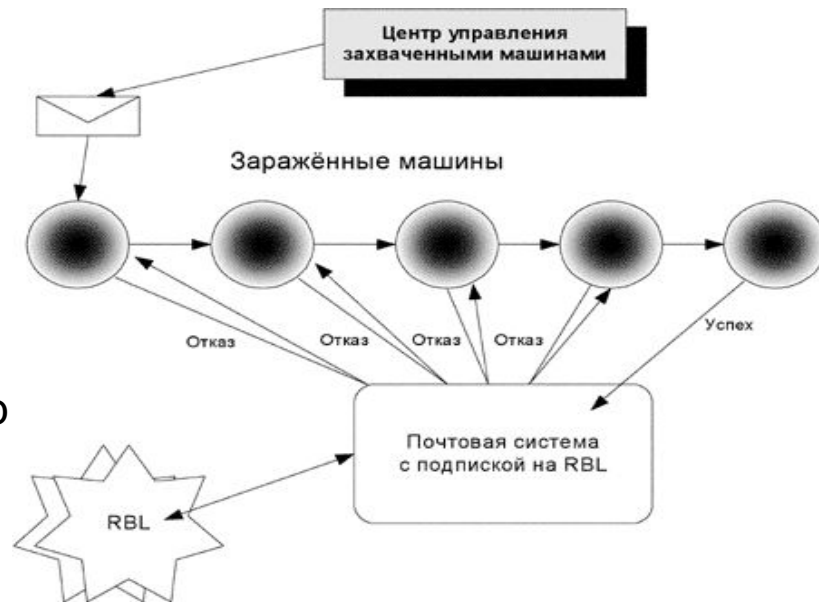 Центр управления
захваченными машинами
Заражённые машины
Отказ
Отказ
Отказ
Отказ
Успех
ю
Почтовая система
с подпиской на RBL
RBL